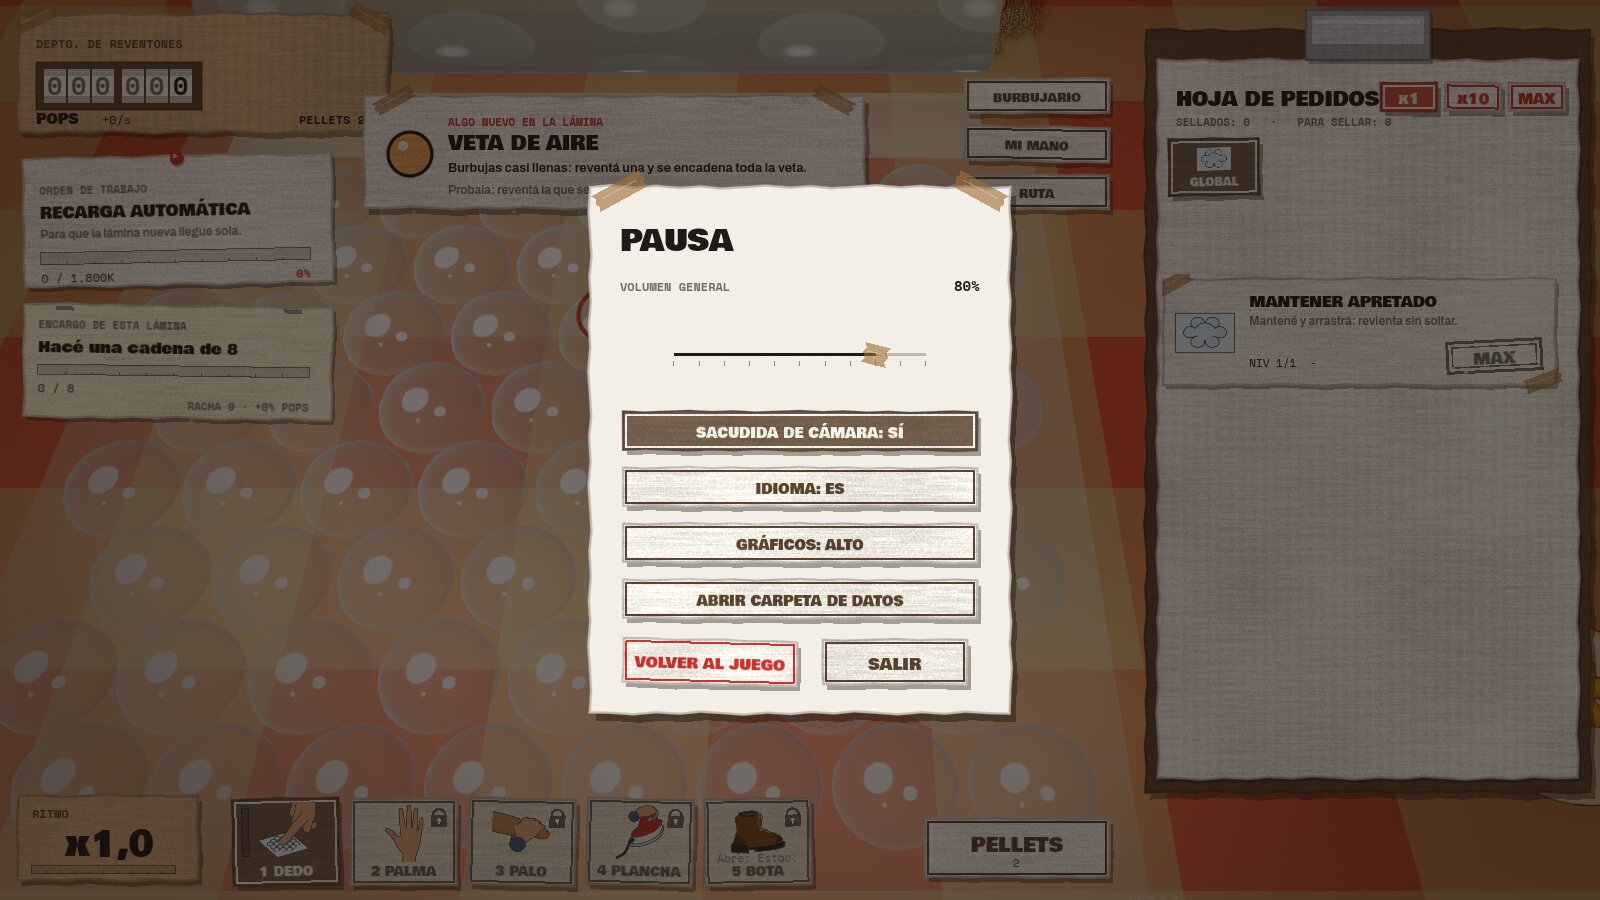 DEPTO. DE REVENTONES
000 000
POPS +0/s PELLETS 2
ORDEN DE TRABAJO
RECARGA AUTOMÁTICA
Para que la lámina nueva llegue sola.
0 / 1,800K 0%
ENCARGO DE ESTA LÁMINA
Hacé una cadena de 8
0 / 8
RACHA 0 · +0% POPS
ALGO NUEVO EN LA LÁMINA
VETA DE AIRE
Burbujas casi llenas: reventá una y se encadena toda la veta.
Probala: reventá la que se
BURBUJARIO
MI MANO
RUTA
PAUSA
VOLUMEN GENERAL 80%
SACUDIDA DE CÁMARA: SÍ
IDIOMA: ES
GRÁFICOS: ALTO
ABRIR CARPETA DE DATOS
VOLVER AL JUEGO
SALIR
HOJA DE PEDIDOS x1 x10 MAX
SELLADOS: 0 · PARA SELLAR: 0
GLOBAL
MANTENER APRETADO
Mantené y arrastrá: revienta sin soltar.
NIV 1/1 -
MAX
RITMO
x1,0
1 DEDO
2 PALMA
3 PALO
4 PLANCHA
Abre: Estac.
5 BOTA
PELLETS
2